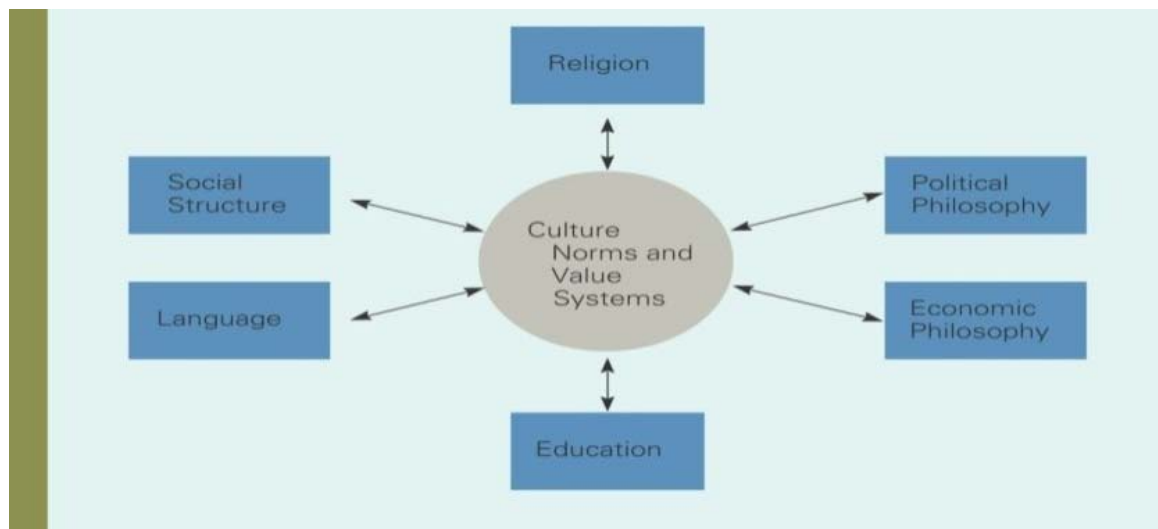 Religion
Social
Structure
Political
Philosophy
Culture
Norms and
Value
Systems
Language
Economic
Philosophy
Education